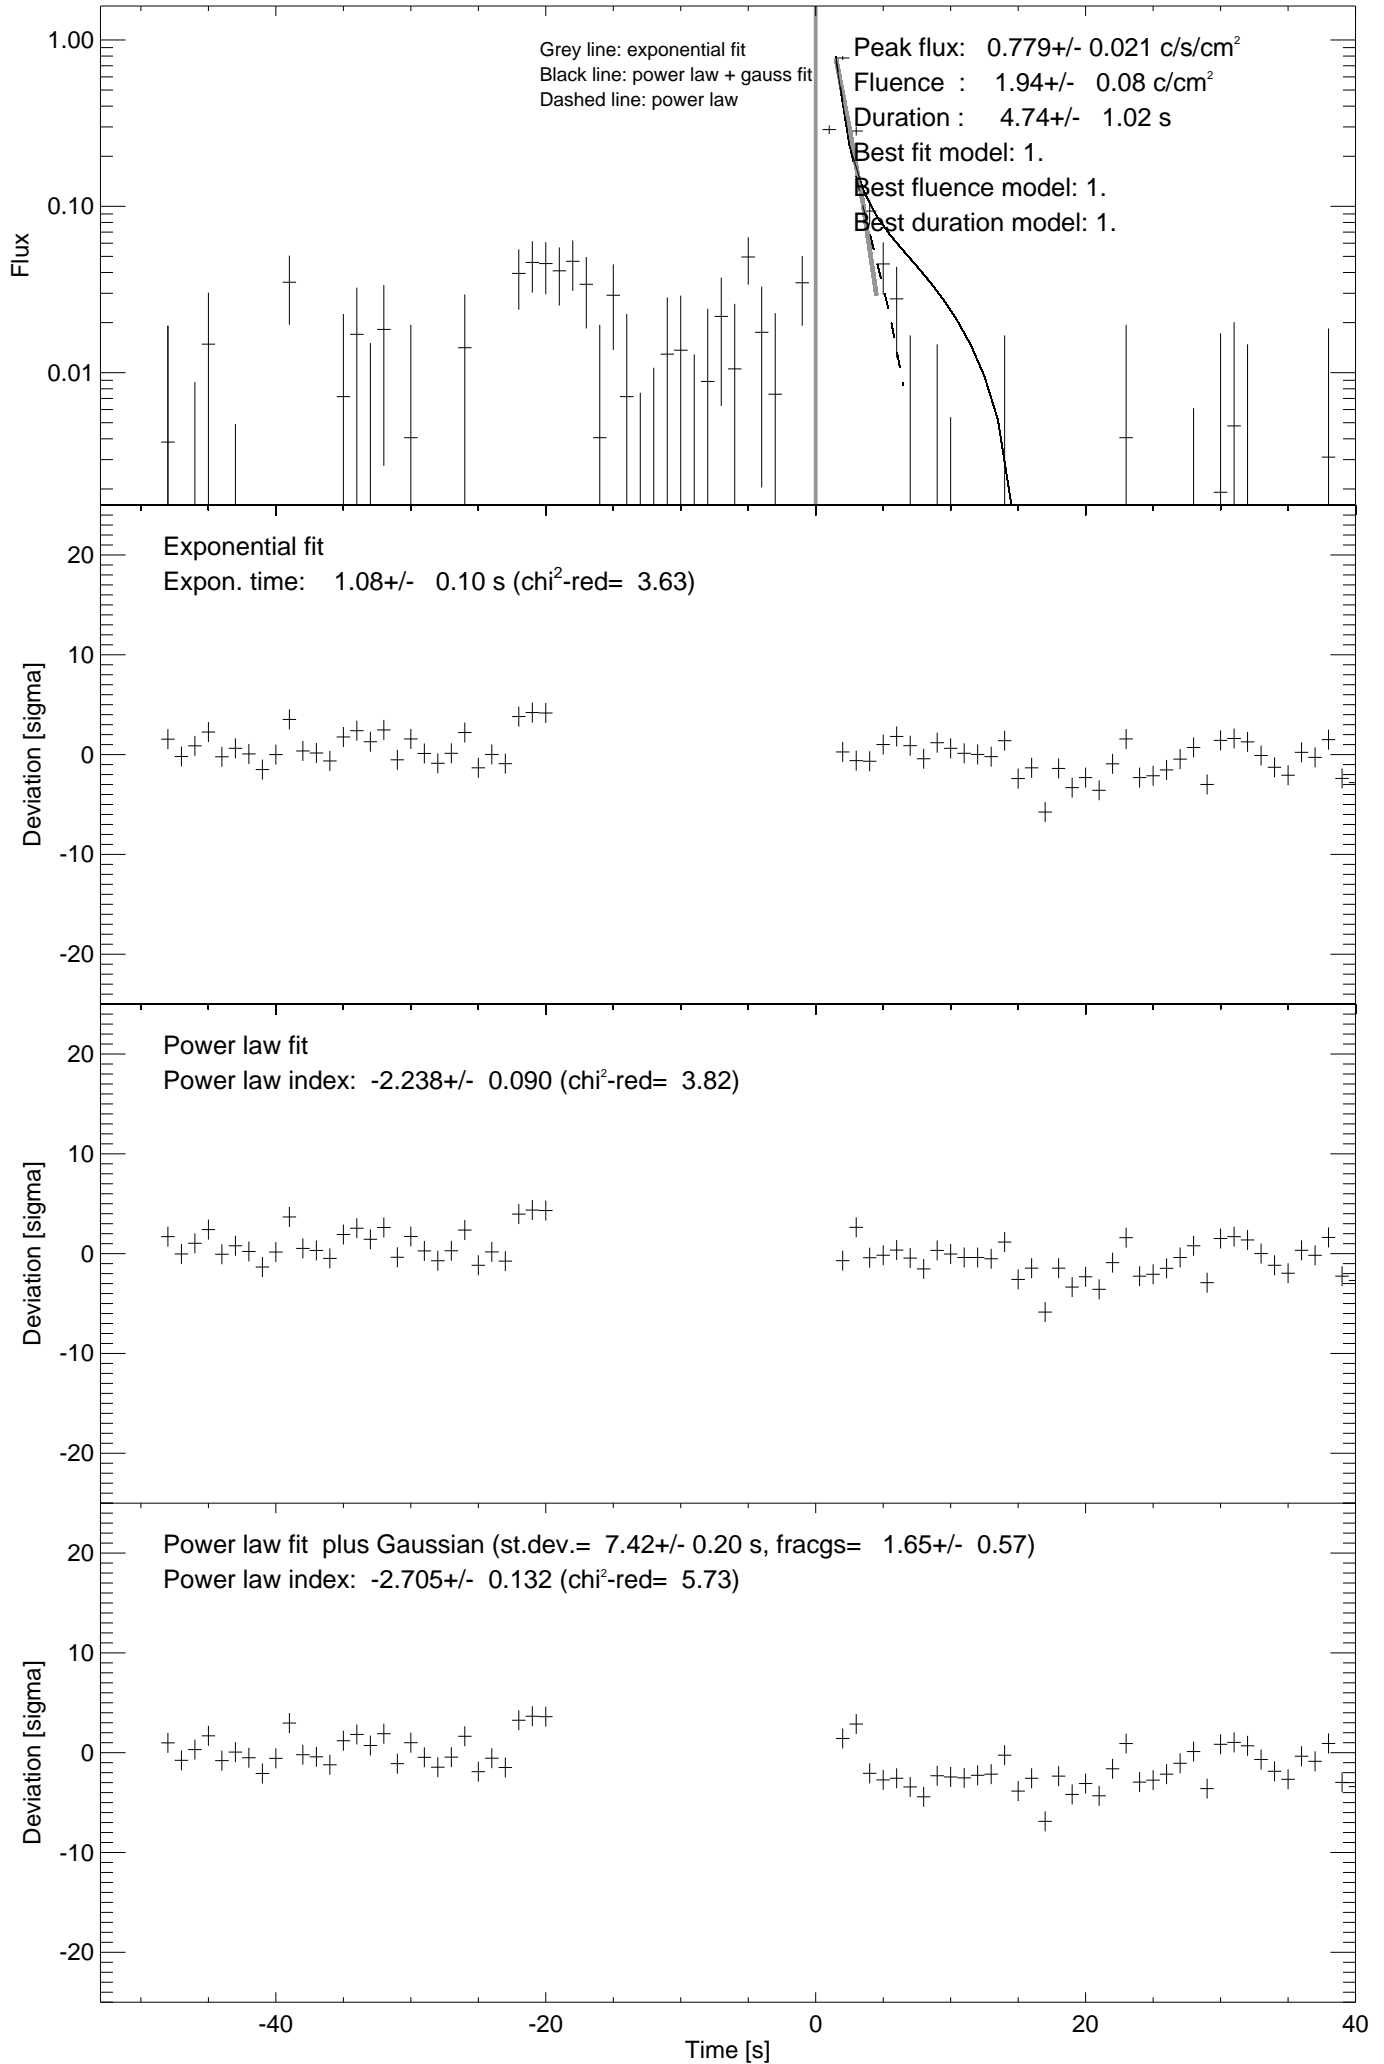 Grey line: exponential fit
Black line: power law + gauss fit
Dashed line: power law
Peak flux: 0.779+/- 0.021 c/s/cm²
Fluence : 1.94+/- 0.08 c/cm²
Duration : 4.74+/- 1.02 s
Best fit model: 1.
Best fluence model: 1.
Best duration model: 1.
1.00
0.10
0.01
Flux
Exponential fit
Expon. time: 1.08+/- 0.10 s (chi²-red= 3.63)
20
10
0
-10
-20
Deviation [sigma]
Power law fit
Power law index: -2.238+/- 0.090 (chi²-red= 3.82)
20
10
0
-10
-20
Deviation [sigma]
Power law fit plus Gaussian (st.dev.= 7.42+/- 0.20 s, fracgs= 1.65+/- 0.57)
Power law index: -2.705+/- 0.132 (chi²-red= 5.73)
20
10
0
-10
-20
Deviation [sigma]
-40 -20 0 20 40
Time [s]